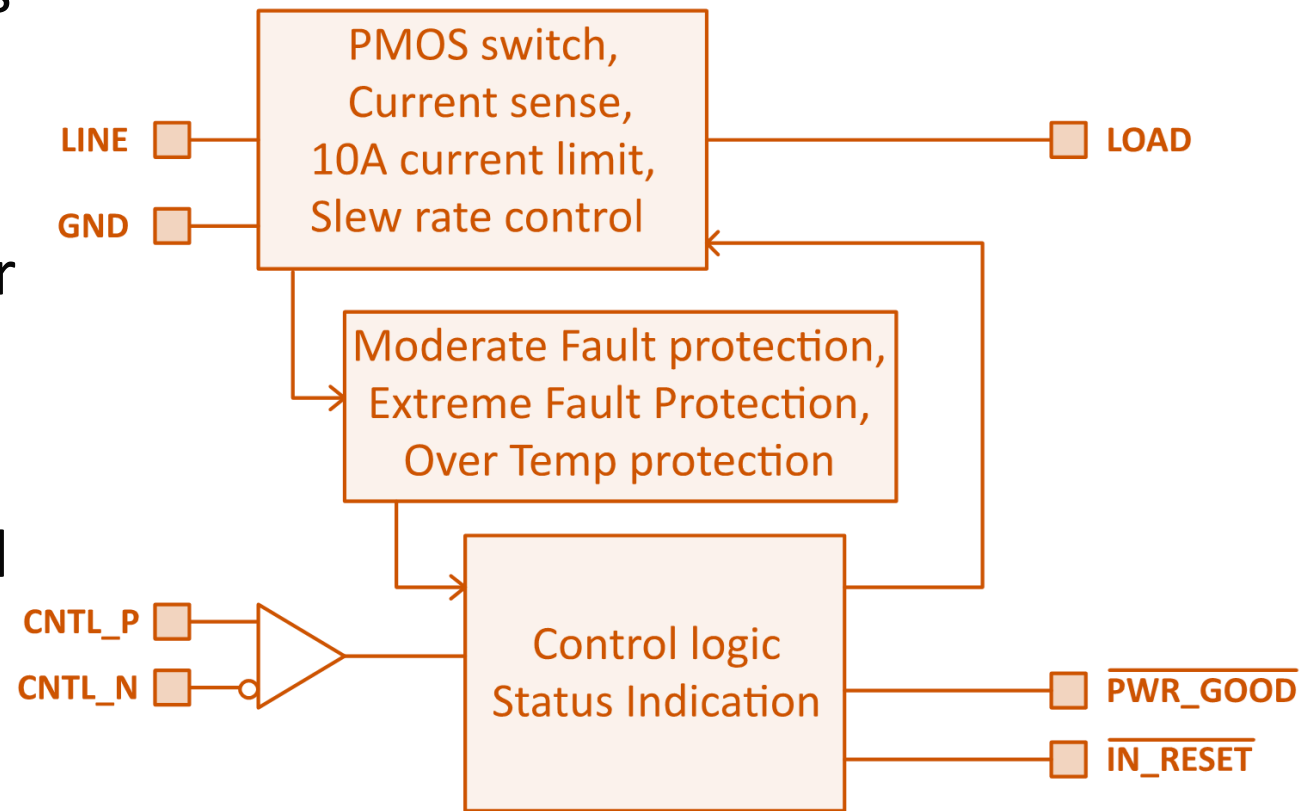 s
PMOS switch,
Current sense,
10A current limit,
Slew rate control
LINE
LOAD
GND
r
Moderate Fault protection,
Extreme Fault Protection,
Over Temp protection
CNTL_P
CNTL_N
Control logic
Status Indication
PWR_GOOD
IN_RESET